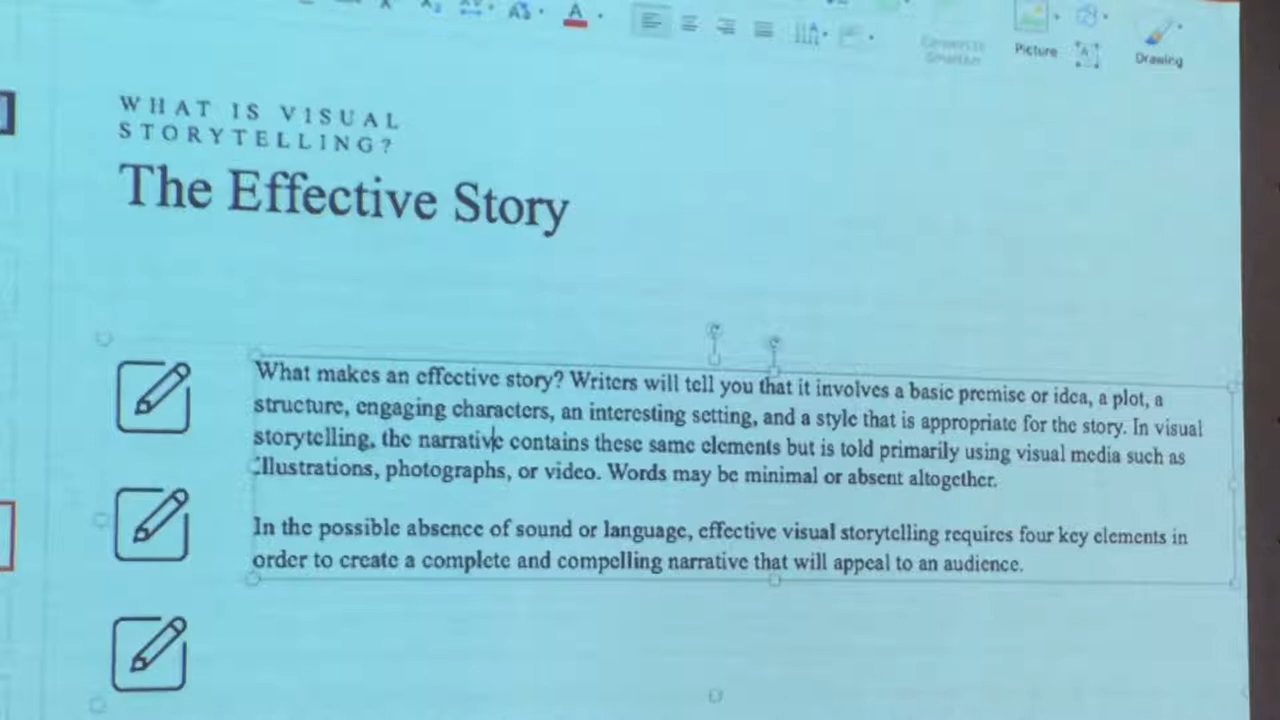 Convert to
SmartArt
Picture
Drawing
WHAT IS VISUAL
STORYTELLING?
The Effective Story
What makes an effective story? Writers will tell you that it involves a basic premise or idea, a plot, a
structure, engaging characters, an interesting setting, and a style that is appropriate for the story. In visual
storytelling, the narrative contains these same elements but is told primarily using visual media such as
illustrations, photographs, or video. Words may be minimal or absent altogether.
In the possible absence of sound or language, effective visual storytelling requires four key elements in
order to create a complete and compelling narrative that will appeal to an audience.